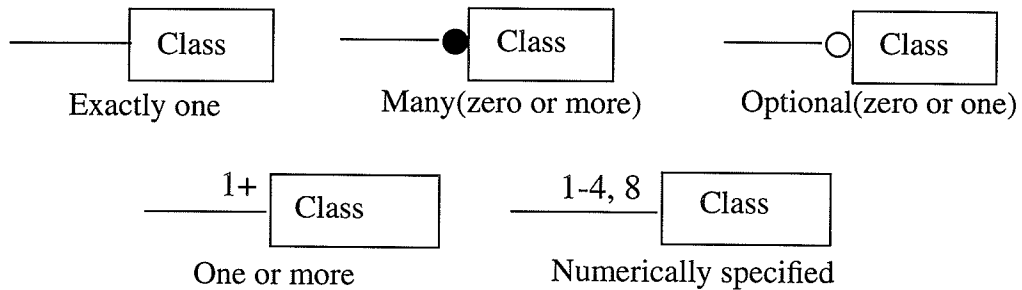 Class Class Class
Exactly one Many(zero or more) Optional(zero or one)
1+ 1-4, 8
Class Class
One or more Numerically specified